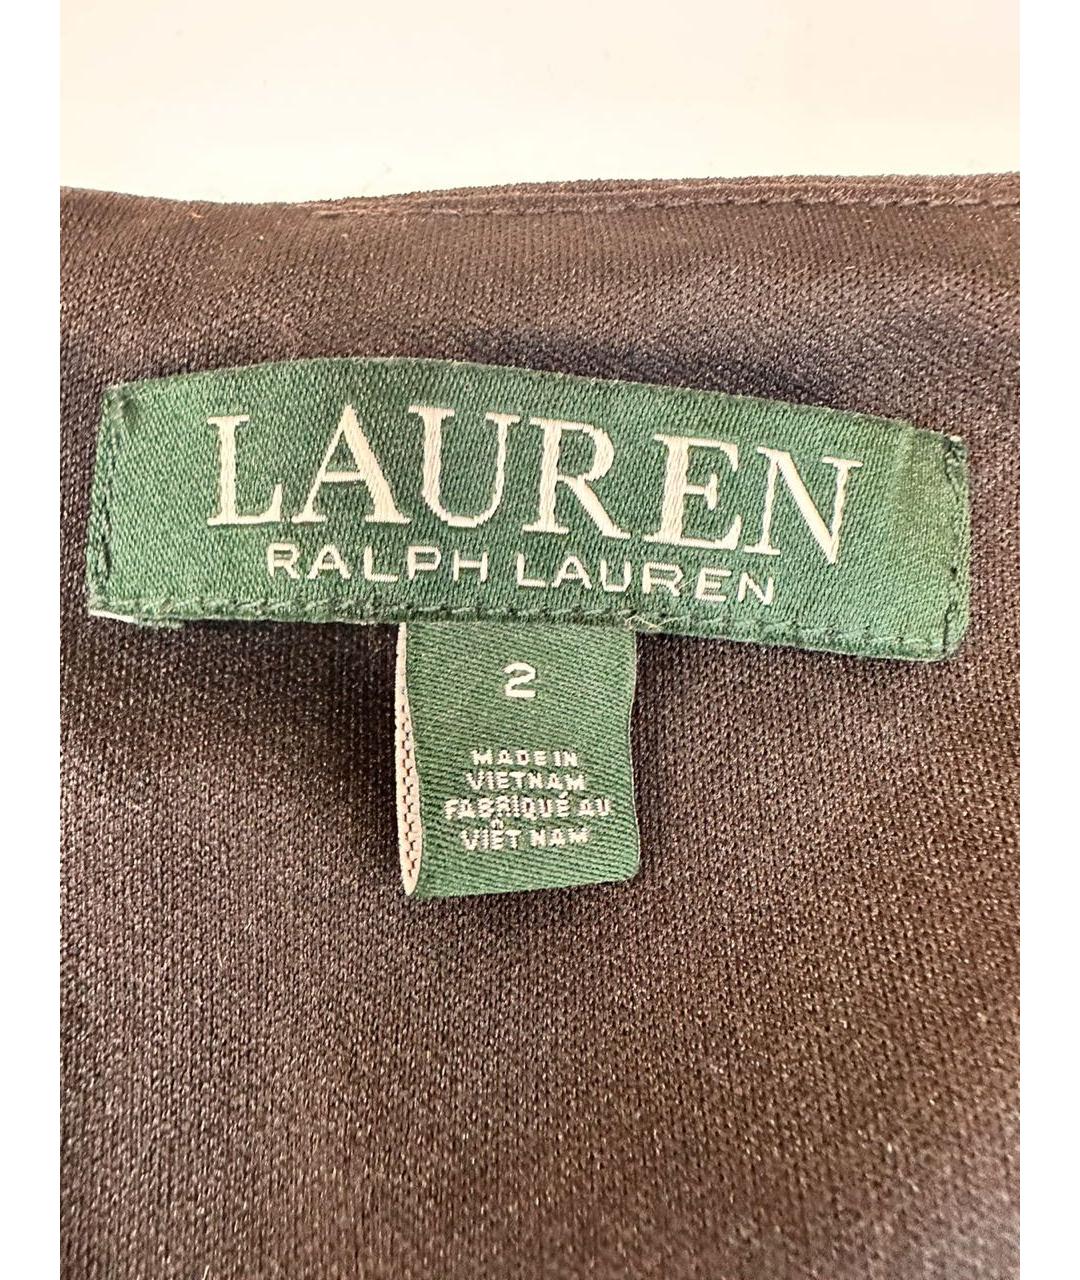 LAUREN
RALPH LAUREN
2
MADE IN
VIETNAM
FABRIQUÉ AU
VIÊT NAM